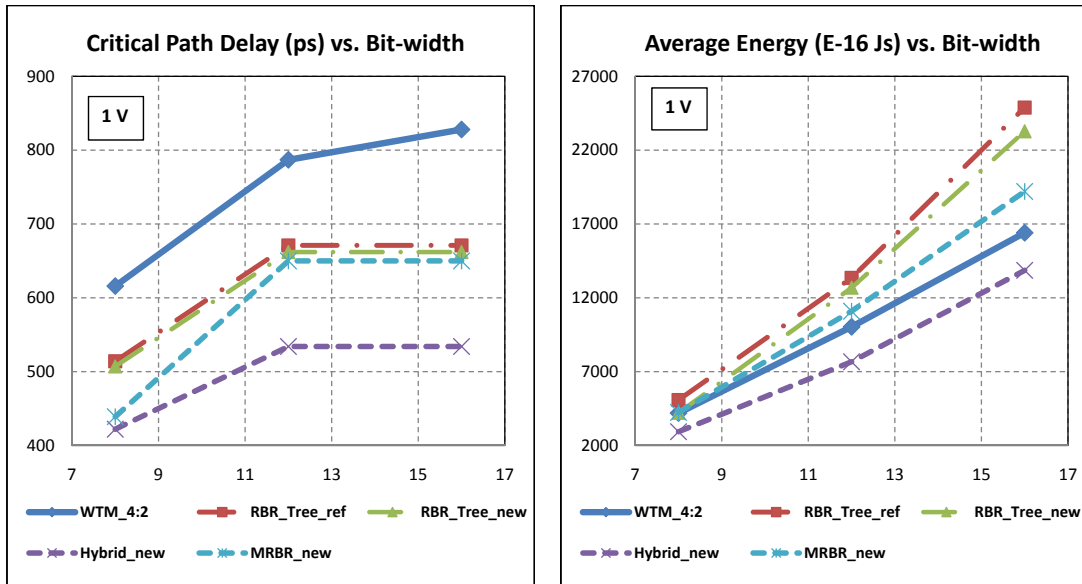 Critical Path Delay (ps) vs. Bit-width
1 V
900
800
700
600
500
400
7 9 11 13 15 17
WTM_4:2 RBR_Tree_ref RBR_Tree_new
Hybrid_new MRBR_new
Average Energy (E-16 Js) vs. Bit-width
1 V
27000
22000
17000
12000
7000
2000
7 9 11 13 15 17
WTM_4:2 RBR_Tree_ref RBR_Tree_new
Hybrid_new MRBR_new